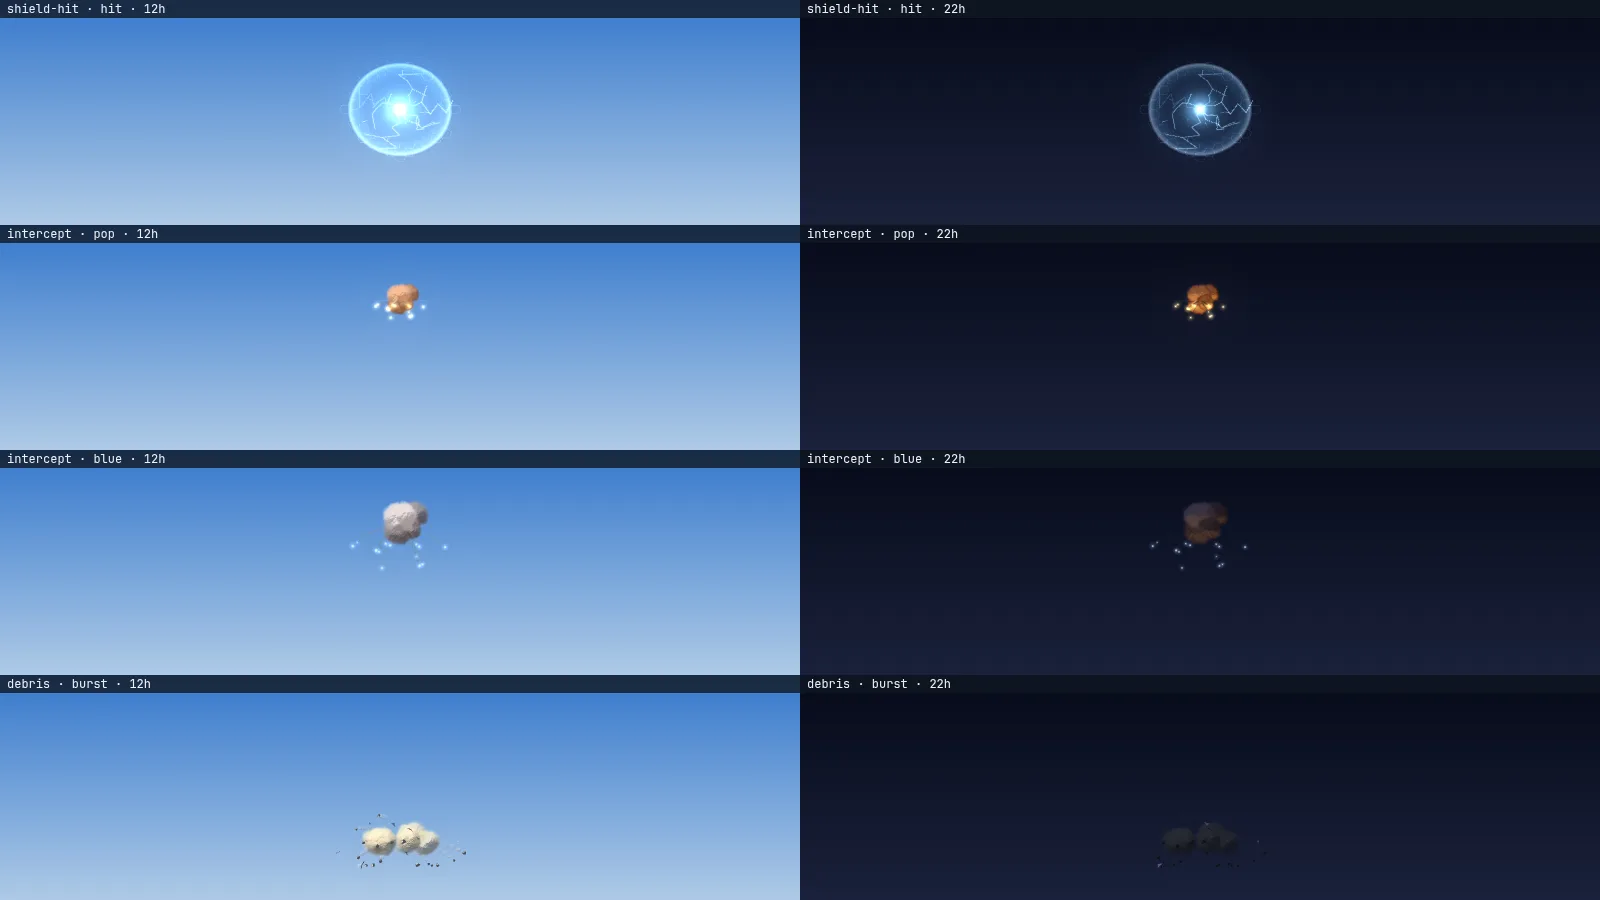 shield-hit · hit · 12h
shield-hit · hit · 22h
intercept · pop · 12h
intercept · pop · 22h
intercept · blue · 12h
intercept · blue · 22h
debris · burst · 12h
debris · burst · 22h